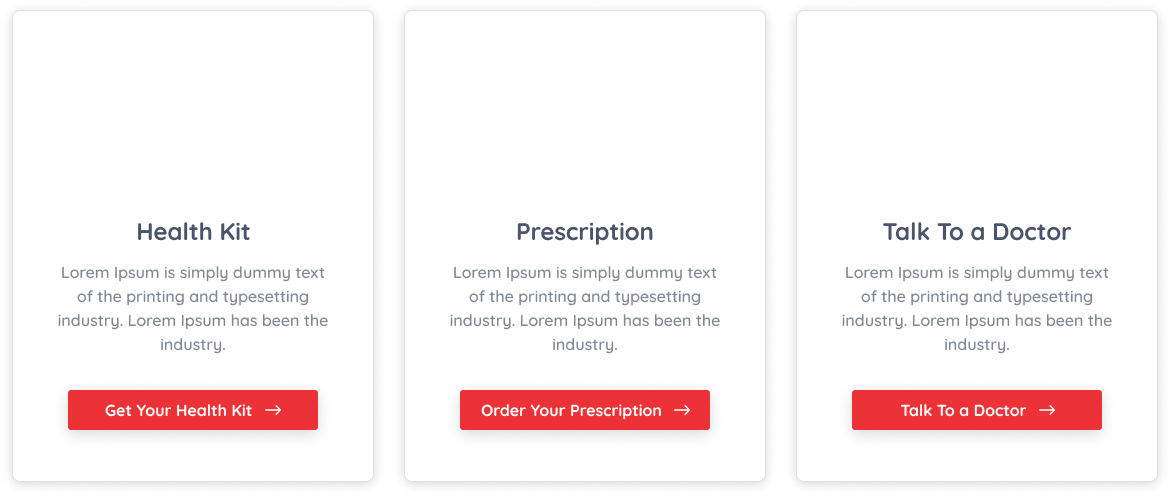 Health Kit
Lorem Ipsum is simply dummy text
of the printing and typesetting
industry. Lorem Ipsum has been the
industry.
Get Your Health Kit →
Prescription
Lorem Ipsum is simply dummy text
of the printing and typesetting
industry. Lorem Ipsum has been the
industry.
Order Your Prescription →
Talk To a Doctor
Lorem Ipsum is simply dummy text
of the printing and typesetting
industry. Lorem Ipsum has been the
industry.
Talk To a Doctor →